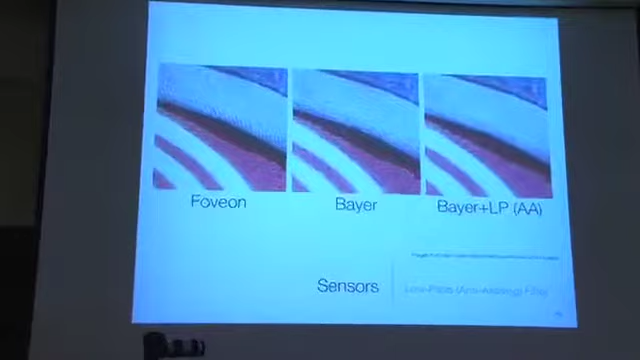 Foveon
Bayer
Bayer+LP (AA)
Sensors
Low-Pass (Anti-Aliasing) Filter